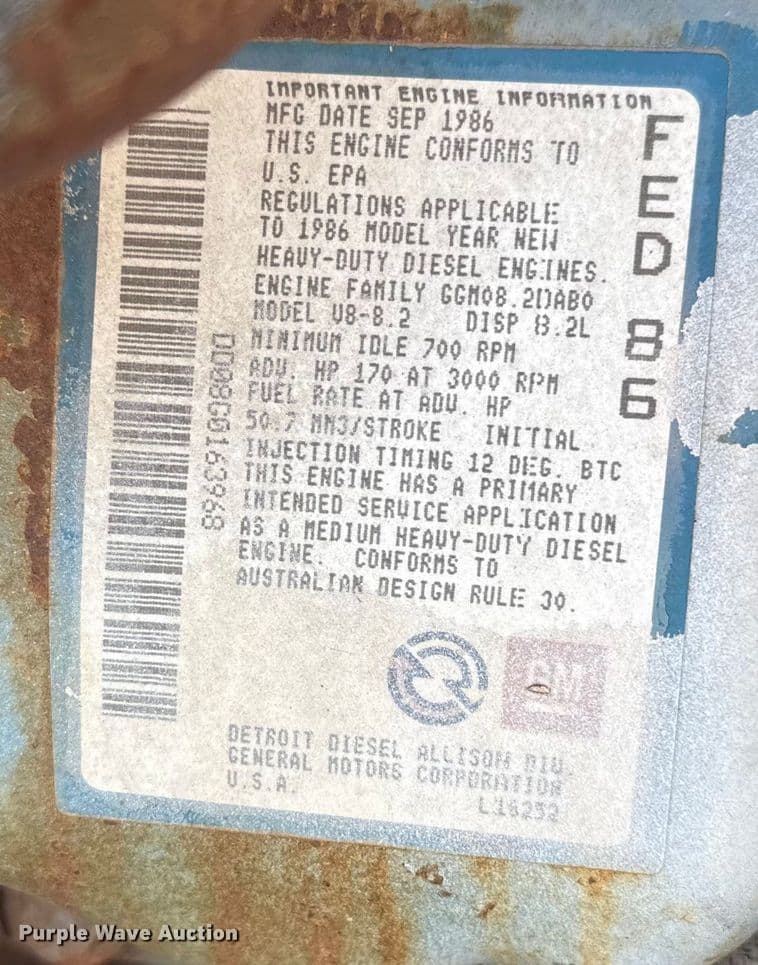 IMPORTANT ENGINE INFORMATION
MFG DATE SEP 1986
THIS ENGINE CONFORMS TO
U.S. EPA
REGULATIONS APPLICABLE
TO 1986 MODEL YEAR NEW
HEAVY-DUTY DIESEL ENGINES.
ENGINE FAMILY GGM08.2DABO
MODEL V8-8.2 DISP 8.2L
MINIMUM IDLE 700 RPM
ADV. HP 170 AT 3000 RPM
FUEL RATE AT ADV. HP
50.7 MM3/STROKE INITIAL
INJECTION TIMING 12 DEG. BTC
THIS ENGINE HAS A PRIMARY
INTENDED SERVICE APPLICATION
AS A MEDIUM HEAVY-DUTY DIESEL
ENGINE. CONFORMS TO
AUSTRALIAN DESIGN RULE 30.
FED 86
GM
DETROIT DIESEL ALLISON DIV.
GENERAL MOTORS CORPORATION
U.S.A.
L16252
Purple Wave Auction